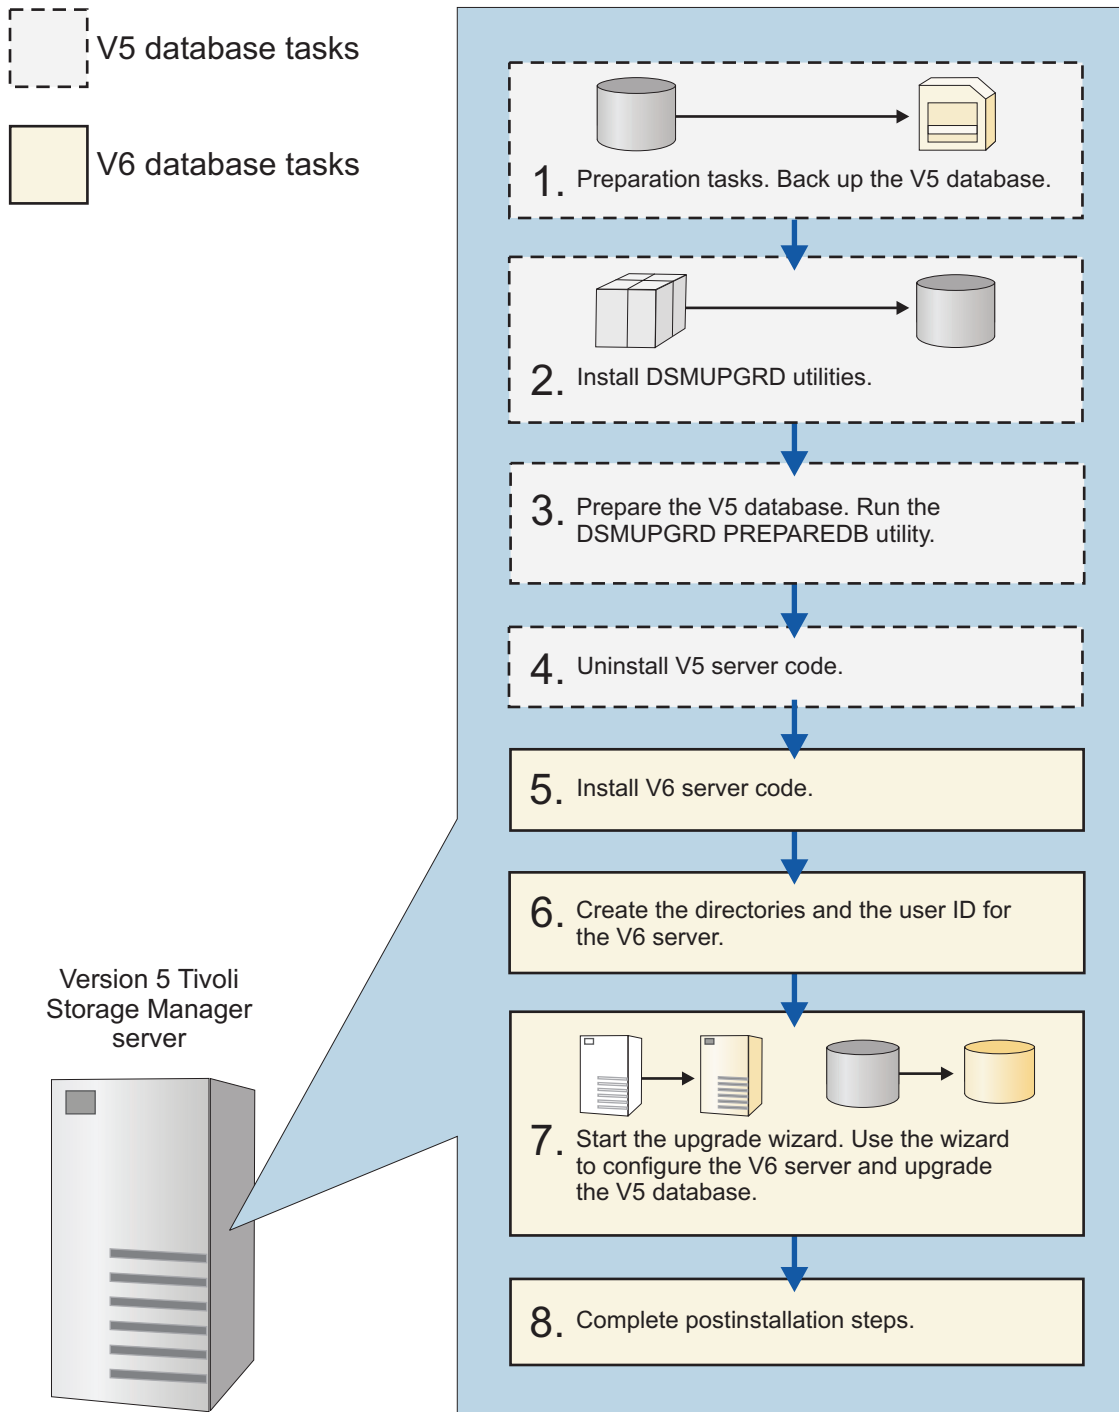 V5 database tasks
V6 database tasks
1. Preparation tasks. Back up the V5 database.
2. Install DSMUPGRD utilities.
3. Prepare the V5 database. Run the
DSMUPGRD PREPAREDB utility.
4. Uninstall V5 server code.
5. Install V6 server code.
6. Create the directories and the user ID for
the V6 server.
7. Start the upgrade wizard. Use the wizard
to configure the V6 server and upgrade
the V5 database.
8. Complete postinstallation steps.
Version 5 Tivoli
Storage Manager
server